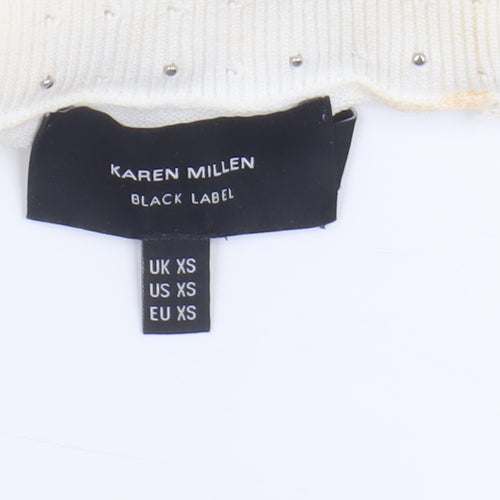 KAREN MILLEN
BLACK LABEL
UK XS
US XS
EU XS